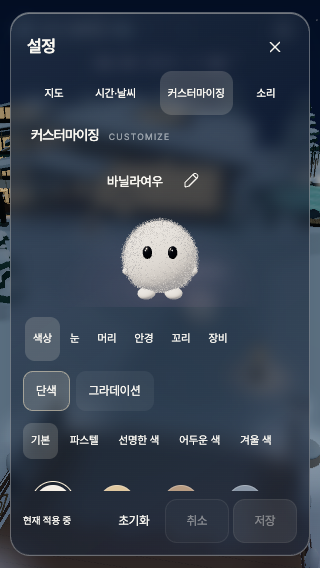 설정
지도 시간·날씨 커스터마이징 소리
커스터마이징 CUSTOMIZE
바닐라여우
색상 눈 머리 안경 꼬리 장비
단색 그라데이션
기본 파스텔 선명한 색 어두운 색 겨울 색
현재 적용 중 초기화 취소 저장